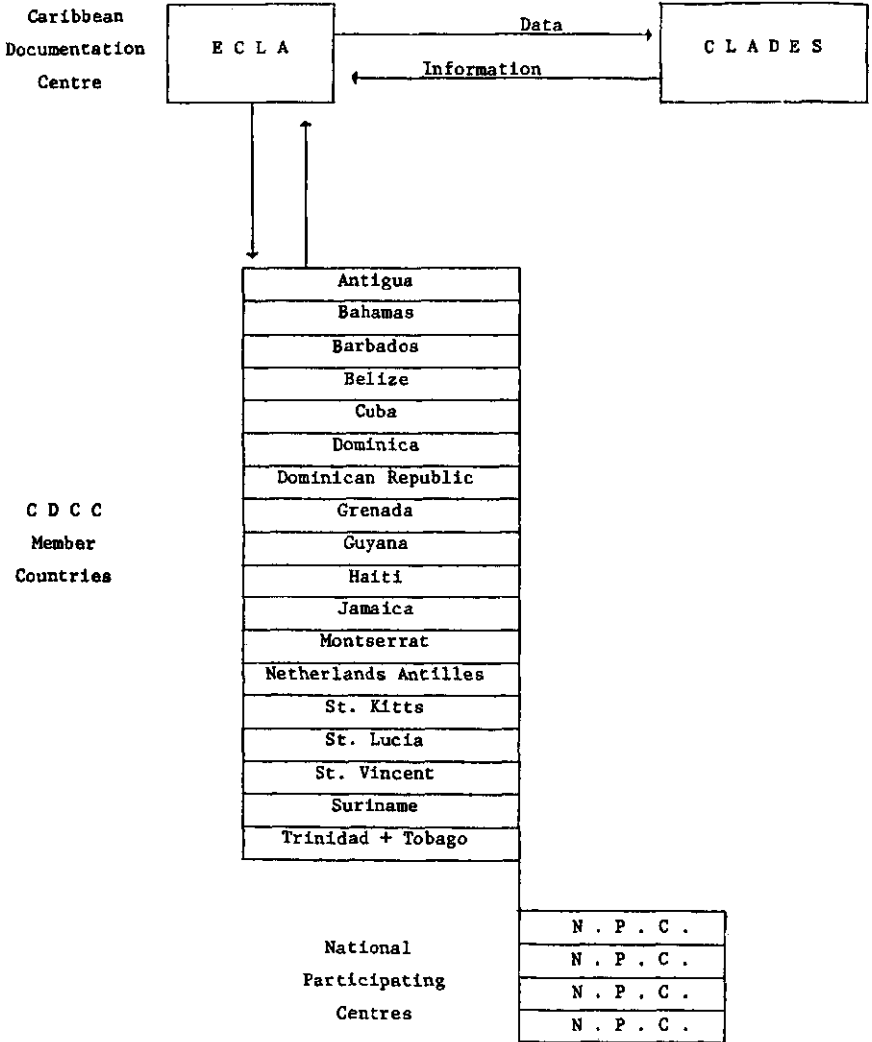 Caribbean
Documentation
Centre
E C L A
Data
Information
C L A D E S
Antigua
Bahamas
Barbados
Belize
Cuba
Dominica
Dominican Republic
Grenada
Guyana
Haiti
Jamaica
Montserrat
Netherlands Antilles
St. Kitts
St. Lucia
St. Vincent
Suriname
Trinidad + Tobago
C D C C
Member
Countries
National
Participating
Centres
N . P . C .
N . P . C .
N . P . C .
N . P . C .